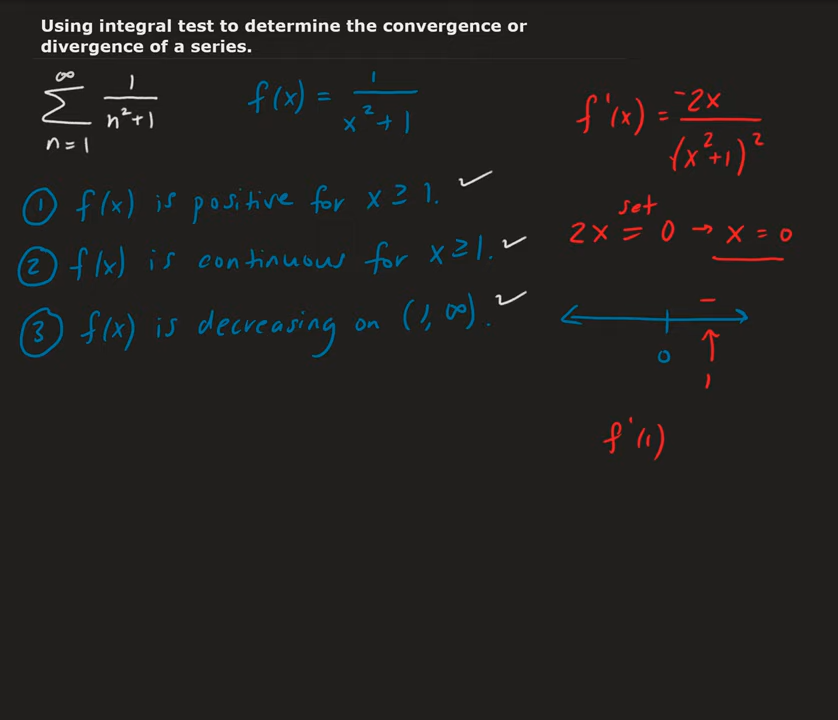 Using integral test to determine the convergence or
divergence of a series.
∞
∑ 1/(n²+1)
n=1
f(x) = 1/(x²+1)
① f(x) is positive for x ≥ 1. ✓
② f(x) is continuous for x ≥ 1. ✓
③ f(x) is decreasing on (1, ∞). ✓
f'(x) = -2x/(x²+1)²
set
2x = 0 → x = 0
−
0
↑
1
f'(1)